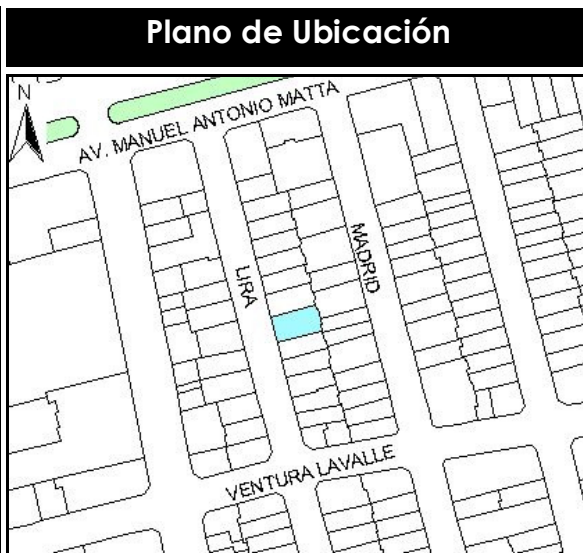 Plano de Ubicación
N
AV. MANUEL ANTONIO MATTA
LIRA
MADRID
VENTURA LAVALLE